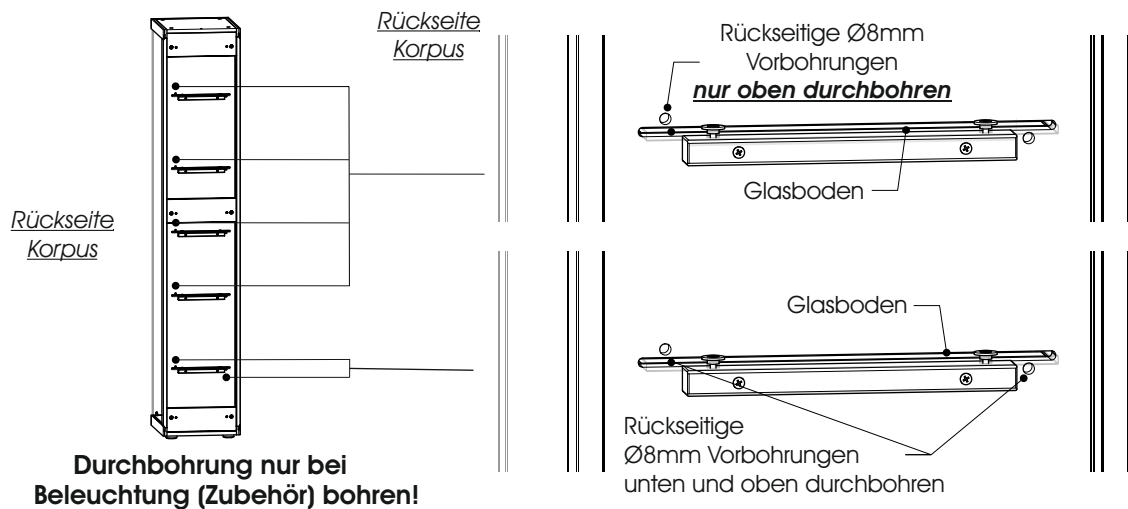 Rückseite
Korpus
Rückseite
Korpus
Durchbohrung nur bei
Beleuchtung (Zubehör) bohren!
Rückseitige Ø8mm
Vorbohrungen
nur oben durchbohren
Glasboden
Glasboden
Rückseitige
Ø8mm Vorbohrungen
unten und oben durchbohren